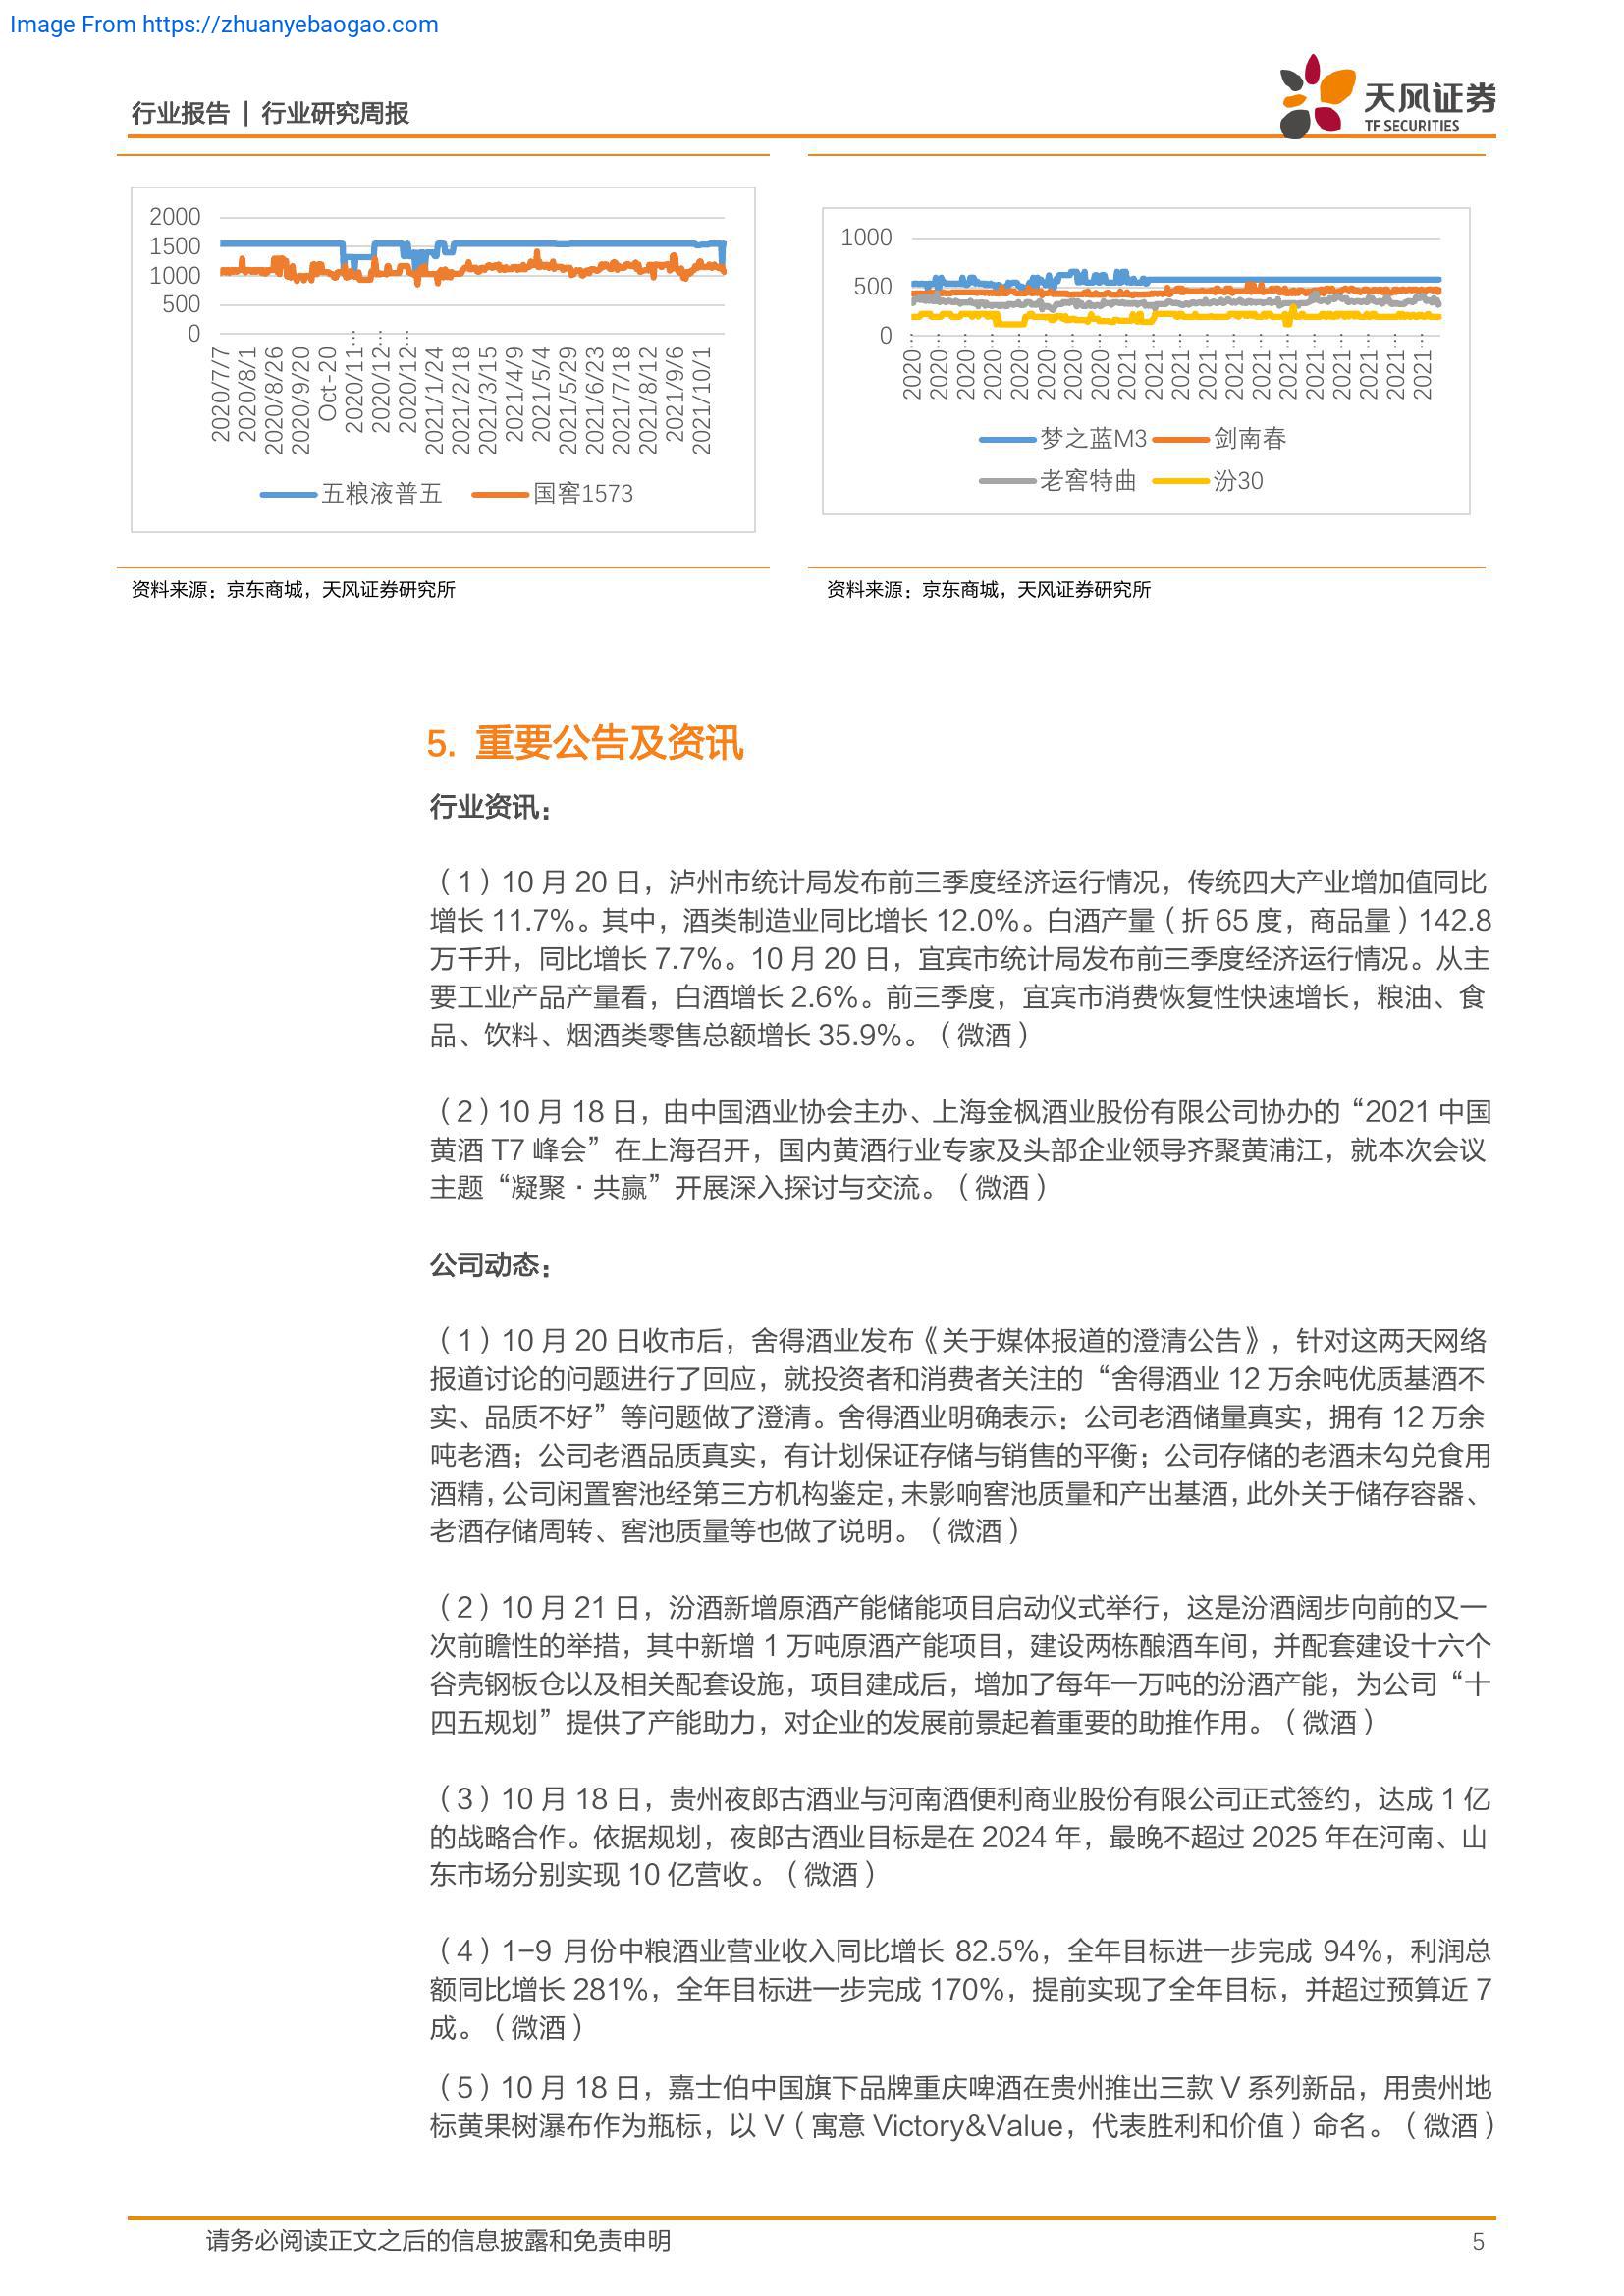 Image From https://zhuanyebaogao.com
行业报告 | 行业研究周报
天风证券
TF SECURITIES
2000
1500
1000
500
0
2020/7/7
2020/8/1
2020/8/26
2020/9/20
Oct-20
2020/11…
2020/12…
2020/12…
2021/1/24
2021/2/18
2021/3/15
2021/4/9
2021/5/4
2021/5/29
2021/6/23
2021/7/18
2021/8/12
2021/9/6
2021/10/1
五粮液普五 国窖1573
1000
500
0
2020…
2020…
2020…
2020…
2020…
2020…
2020…
2020…
2021…
2021…
2021…
2021…
2021…
2021…
2021…
2021…
2021…
2021…
2021…
2021…
梦之蓝M3 剑南春
老窖特曲 汾30
资料来源：京东商城，天风证券研究所
资料来源：京东商城，天风证券研究所
5. 重要公告及资讯
行业资讯：
（1）10 月 20 日，泸州市统计局发布前三季度经济运行情况，传统四大产业增加值同比
增长 11.7%。其中，酒类制造业同比增长 12.0%。白酒产量（折 65 度，商品量）142.8
万千升，同比增长 7.7%。10 月 20 日，宜宾市统计局发布前三季度经济运行情况。从主
要工业产品产量看，白酒增长 2.6%。前三季度，宜宾市消费恢复性快速增长，粮油、食
品、饮料、烟酒类零售总额增长 35.9%。（微酒）
（2）10 月 18 日，由中国酒业协会主办、上海金枫酒业股份有限公司协办的“2021 中国
黄酒 T7 峰会”在上海召开，国内黄酒行业专家及头部企业领导齐聚黄浦江，就本次会议
主题“凝聚·共赢”开展深入探讨与交流。（微酒）
公司动态：
（1）10 月 20 日收市后，舍得酒业发布《关于媒体报道的澄清公告》，针对这两天网络
报道讨论的问题进行了回应，就投资者和消费者关注的“舍得酒业 12 万余吨优质基酒不
实、品质不好”等问题做了澄清。舍得酒业明确表示：公司老酒储量真实，拥有 12 万余
吨老酒；公司老酒品质真实，有计划保证存储与销售的平衡；公司存储的老酒未勾兑食用
酒精，公司闲置窖池经第三方机构鉴定，未影响窖池质量和产出基酒，此外关于储存容器、
老酒存储周转、窖池质量等也做了说明。（微酒）
（2）10 月 21 日，汾酒新增原酒产能储能项目启动仪式举行，这是汾酒阔步向前的又一
次前瞻性的举措，其中新增 1 万吨原酒产能项目，建设两栋酿酒车间，并配套建设十六个
谷壳钢板仓以及相关配套设施，项目建成后，增加了每年一万吨的汾酒产能，为公司“十
四五规划”提供了产能助力，对企业的发展前景起着重要的助推作用。（微酒）
（3）10 月 18 日，贵州夜郎古酒业与河南酒便利商业股份有限公司正式签约，达成 1 亿
的战略合作。依据规划，夜郎古酒业目标是在 2024 年，最晚不超过 2025 年在河南、山
东市场分别实现 10 亿营收。（微酒）
（4）1-9 月份中粮酒业营业收入同比增长 82.5%，全年目标进一步完成 94%，利润总
额同比增长 281%，全年目标进一步完成 170%，提前实现了全年目标，并超过预算近 7
成。（微酒）
（5）10 月 18 日，嘉士伯中国旗下品牌重庆啤酒在贵州推出三款 V 系列新品，用贵州地
标黄果树瀑布作为瓶标，以 V（寓意 Victory&Value，代表胜利和价值）命名。（微酒）
请务必阅读正文之后的信息披露和免责申明
5